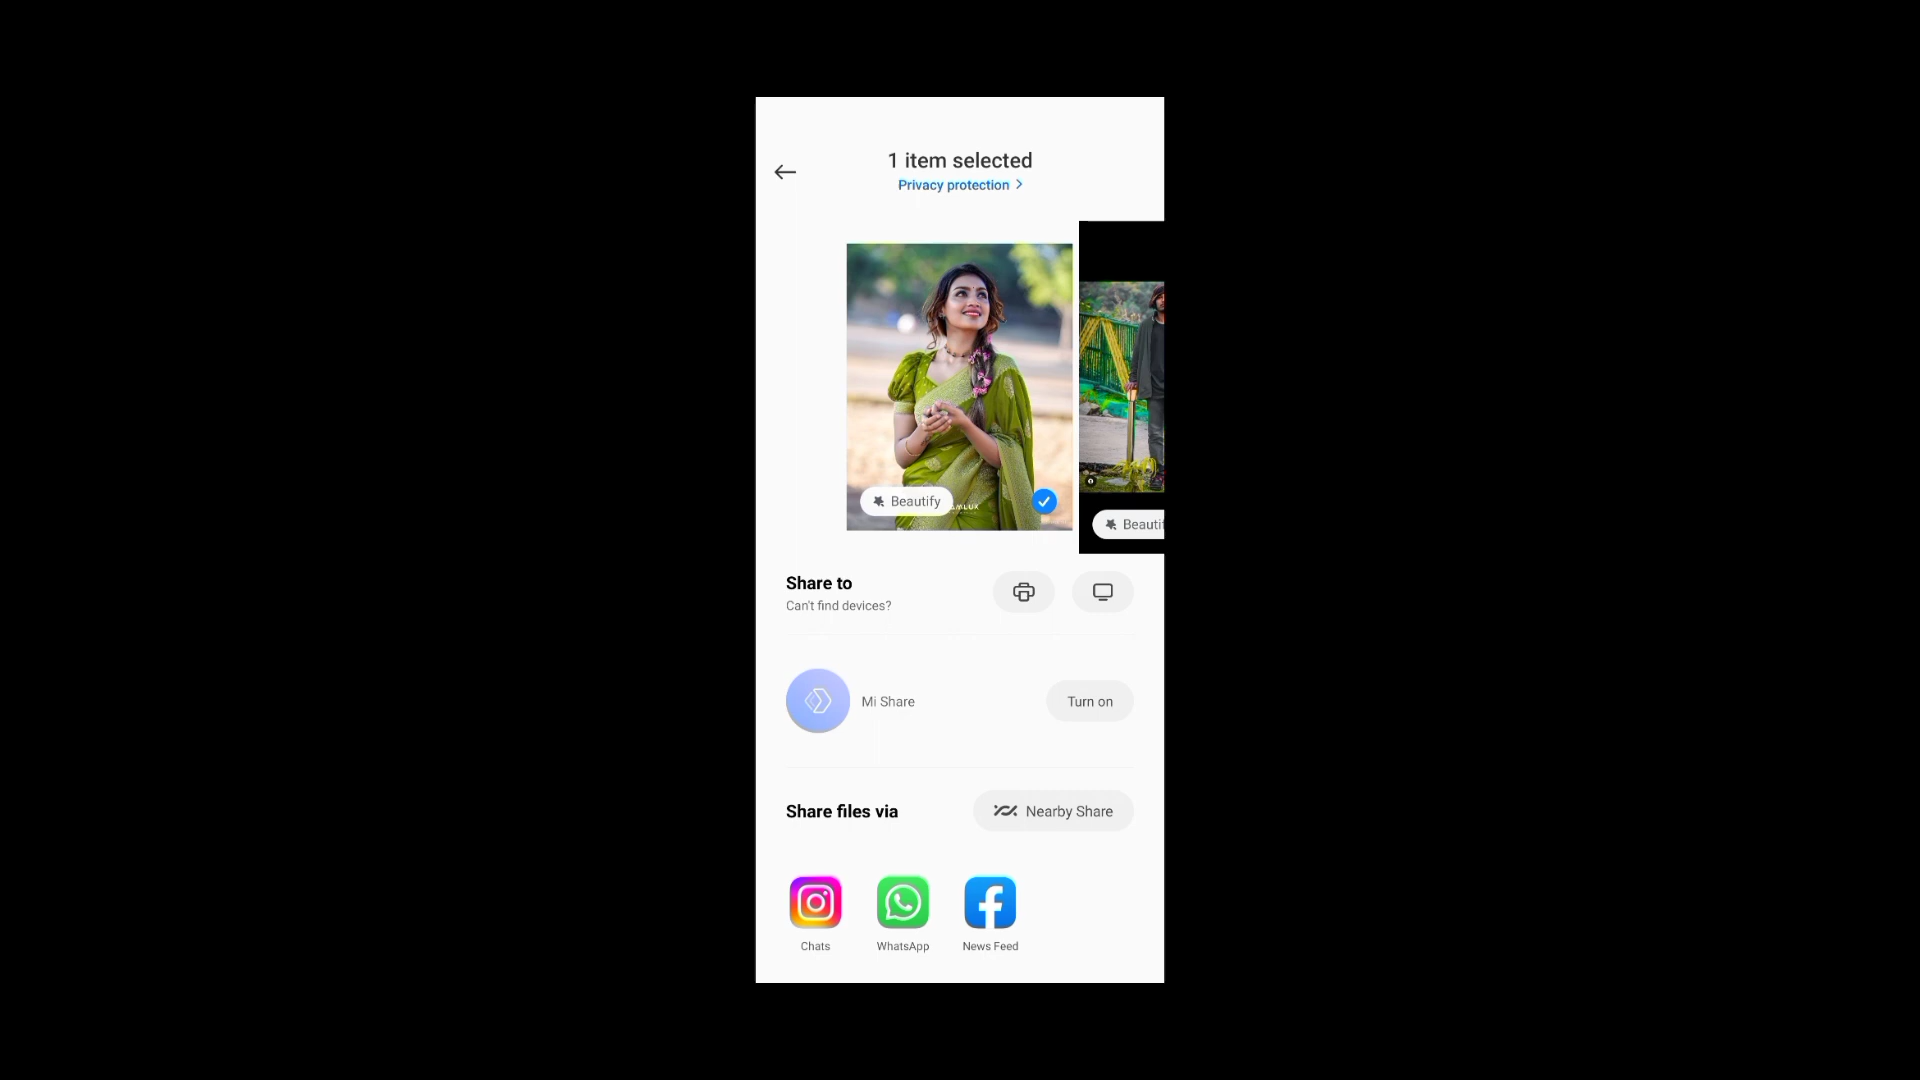 1 item selected
Privacy protection
Beautify
Share to
Can't find devices?
Mi Share
Turn on
Share files via
Nearby Share
Chats
WhatsApp
News Feed